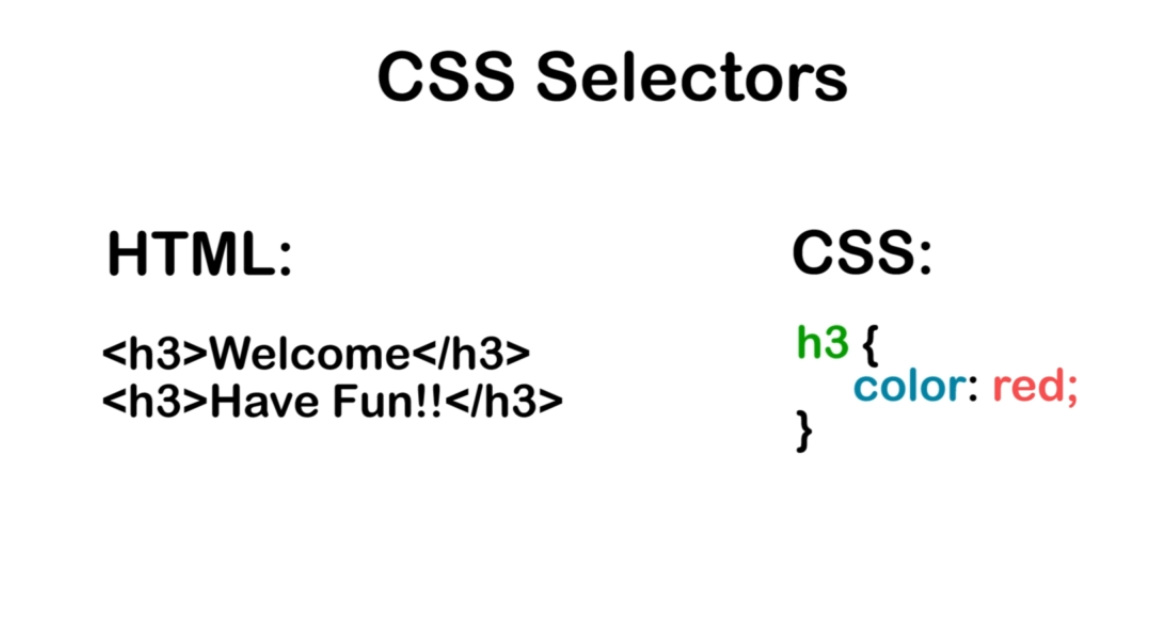 CSS Selectors
HTML:
<h3>Welcome</h3>
<h3>Have Fun!!</h3>
CSS:
h3 {
color: red;
}